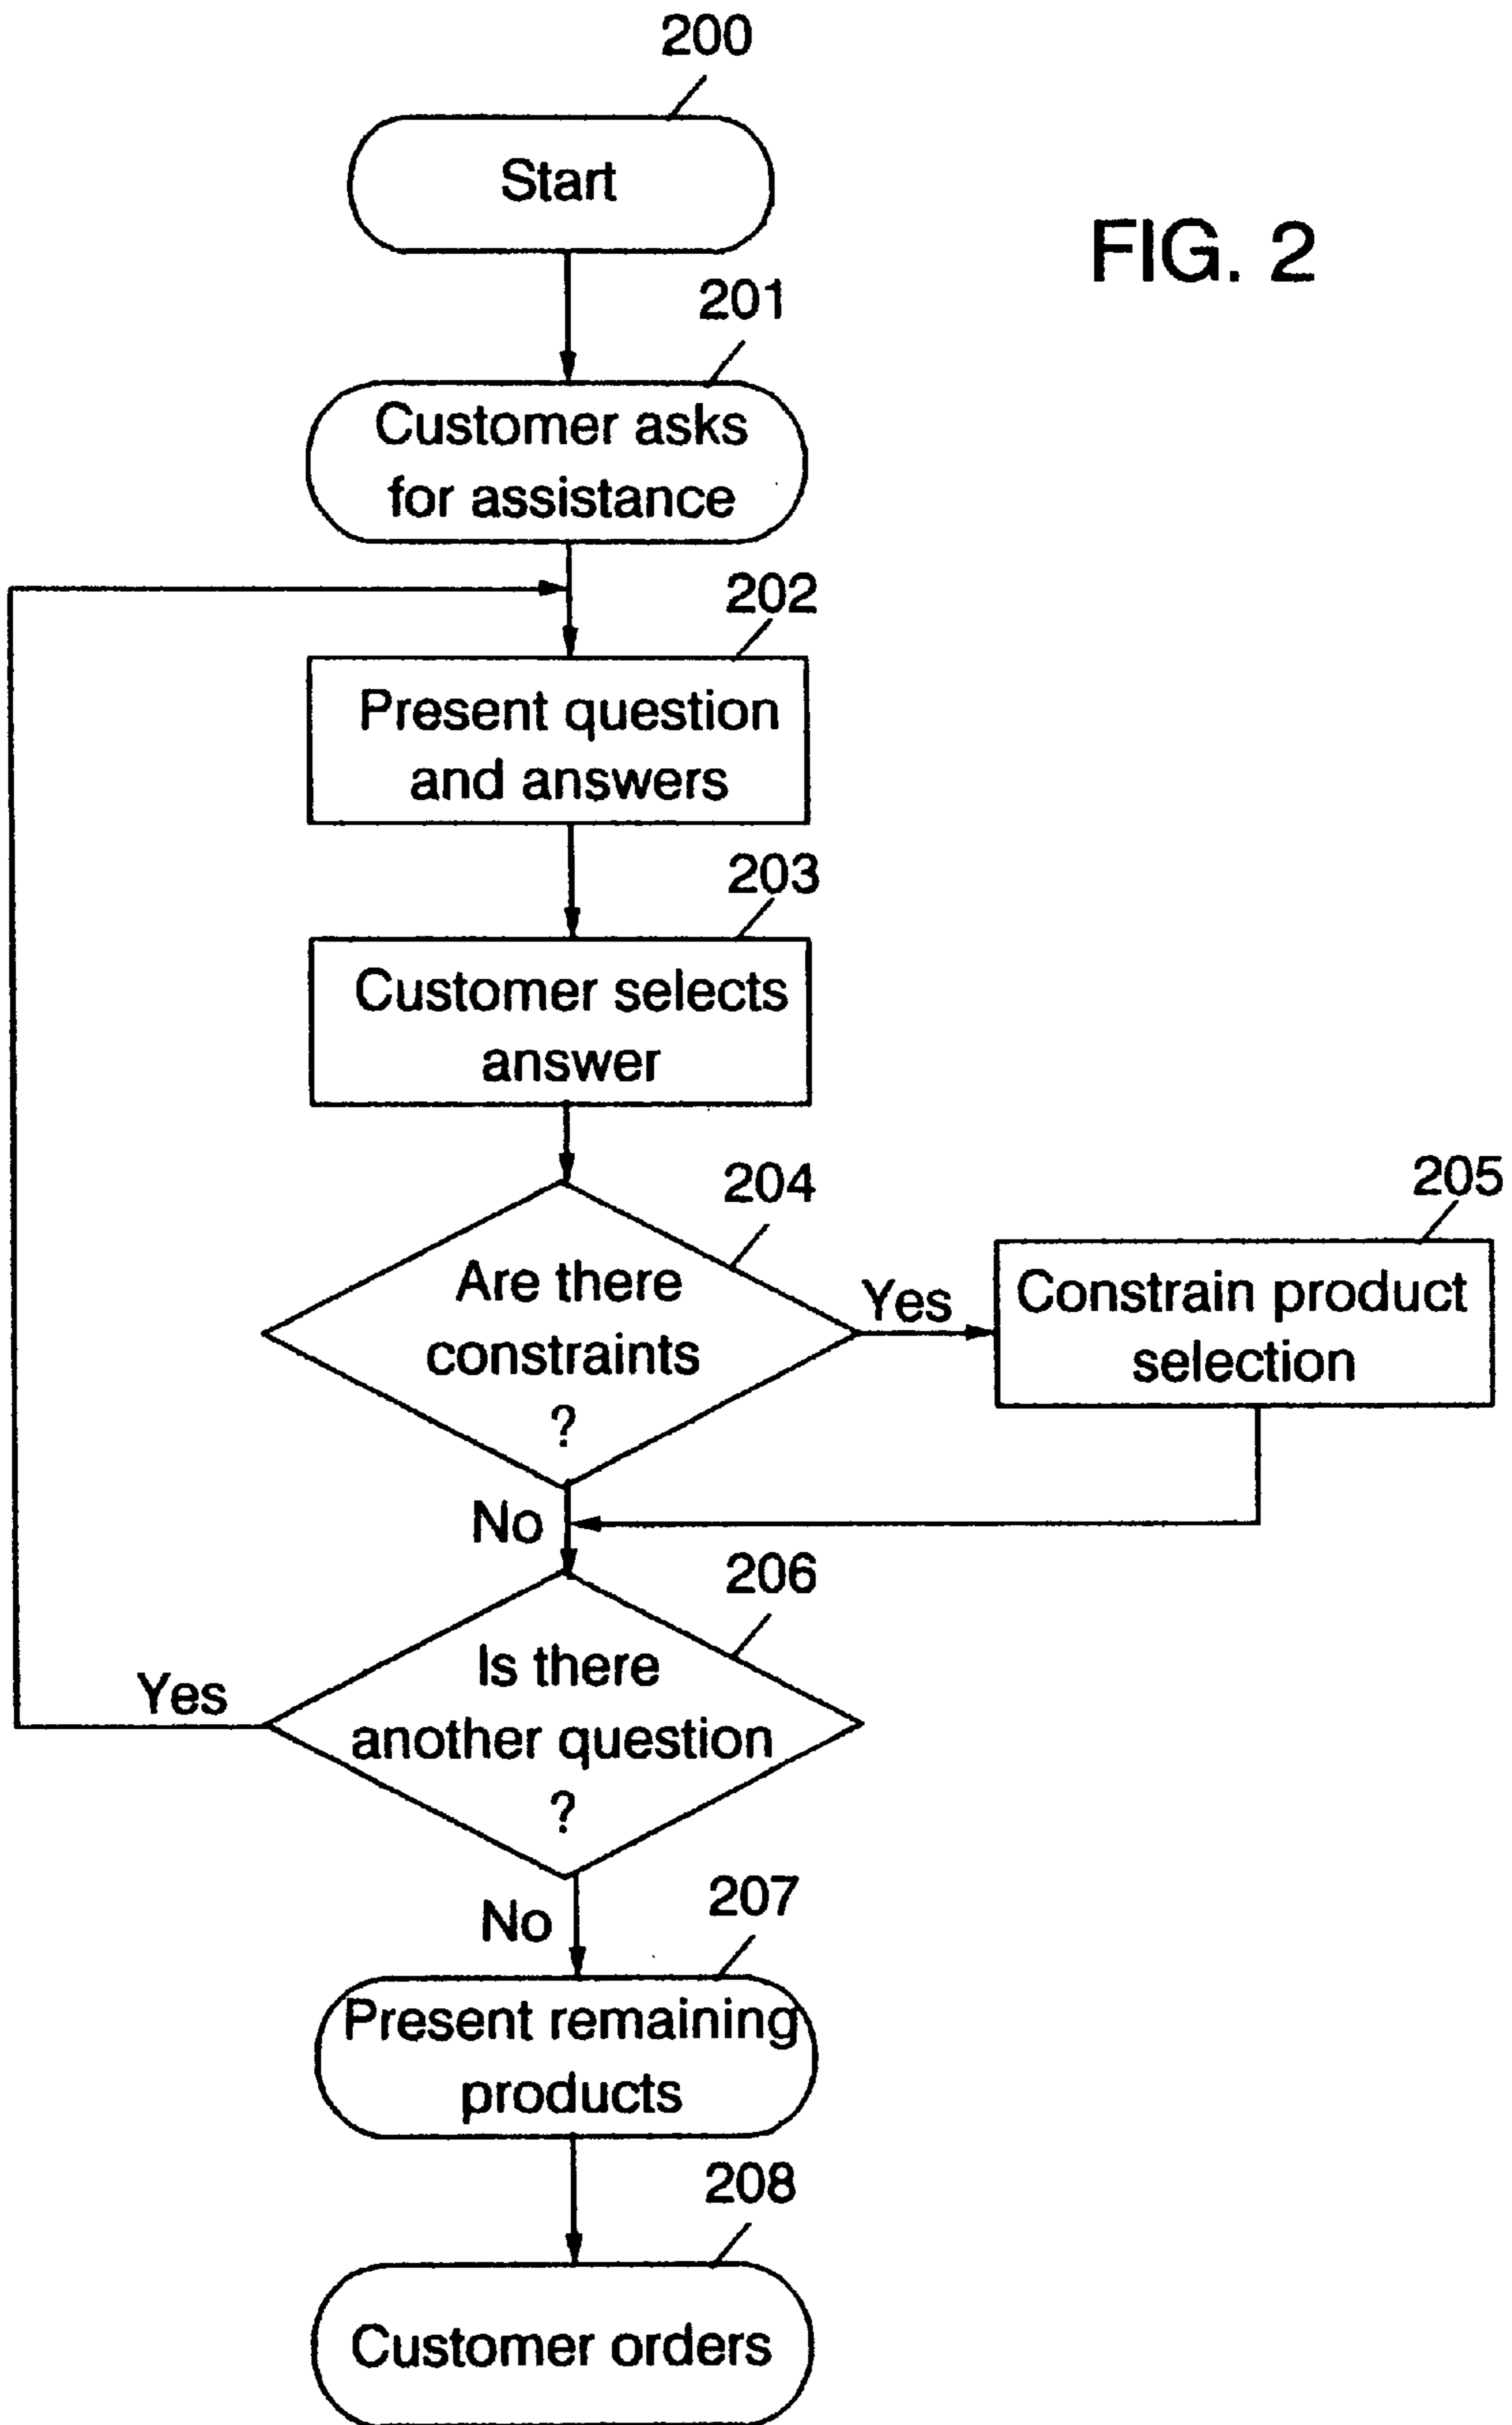 200
Start
FIG. 2
201
Customer asks
for assistance
202
Present question
and answers
203
Customer selects
answer
204
Are there
constraints
?
Yes
205
Constrain product
selection
No
206
Is there
another question
?
Yes
No
207
Present remaining
products
208
Customer orders